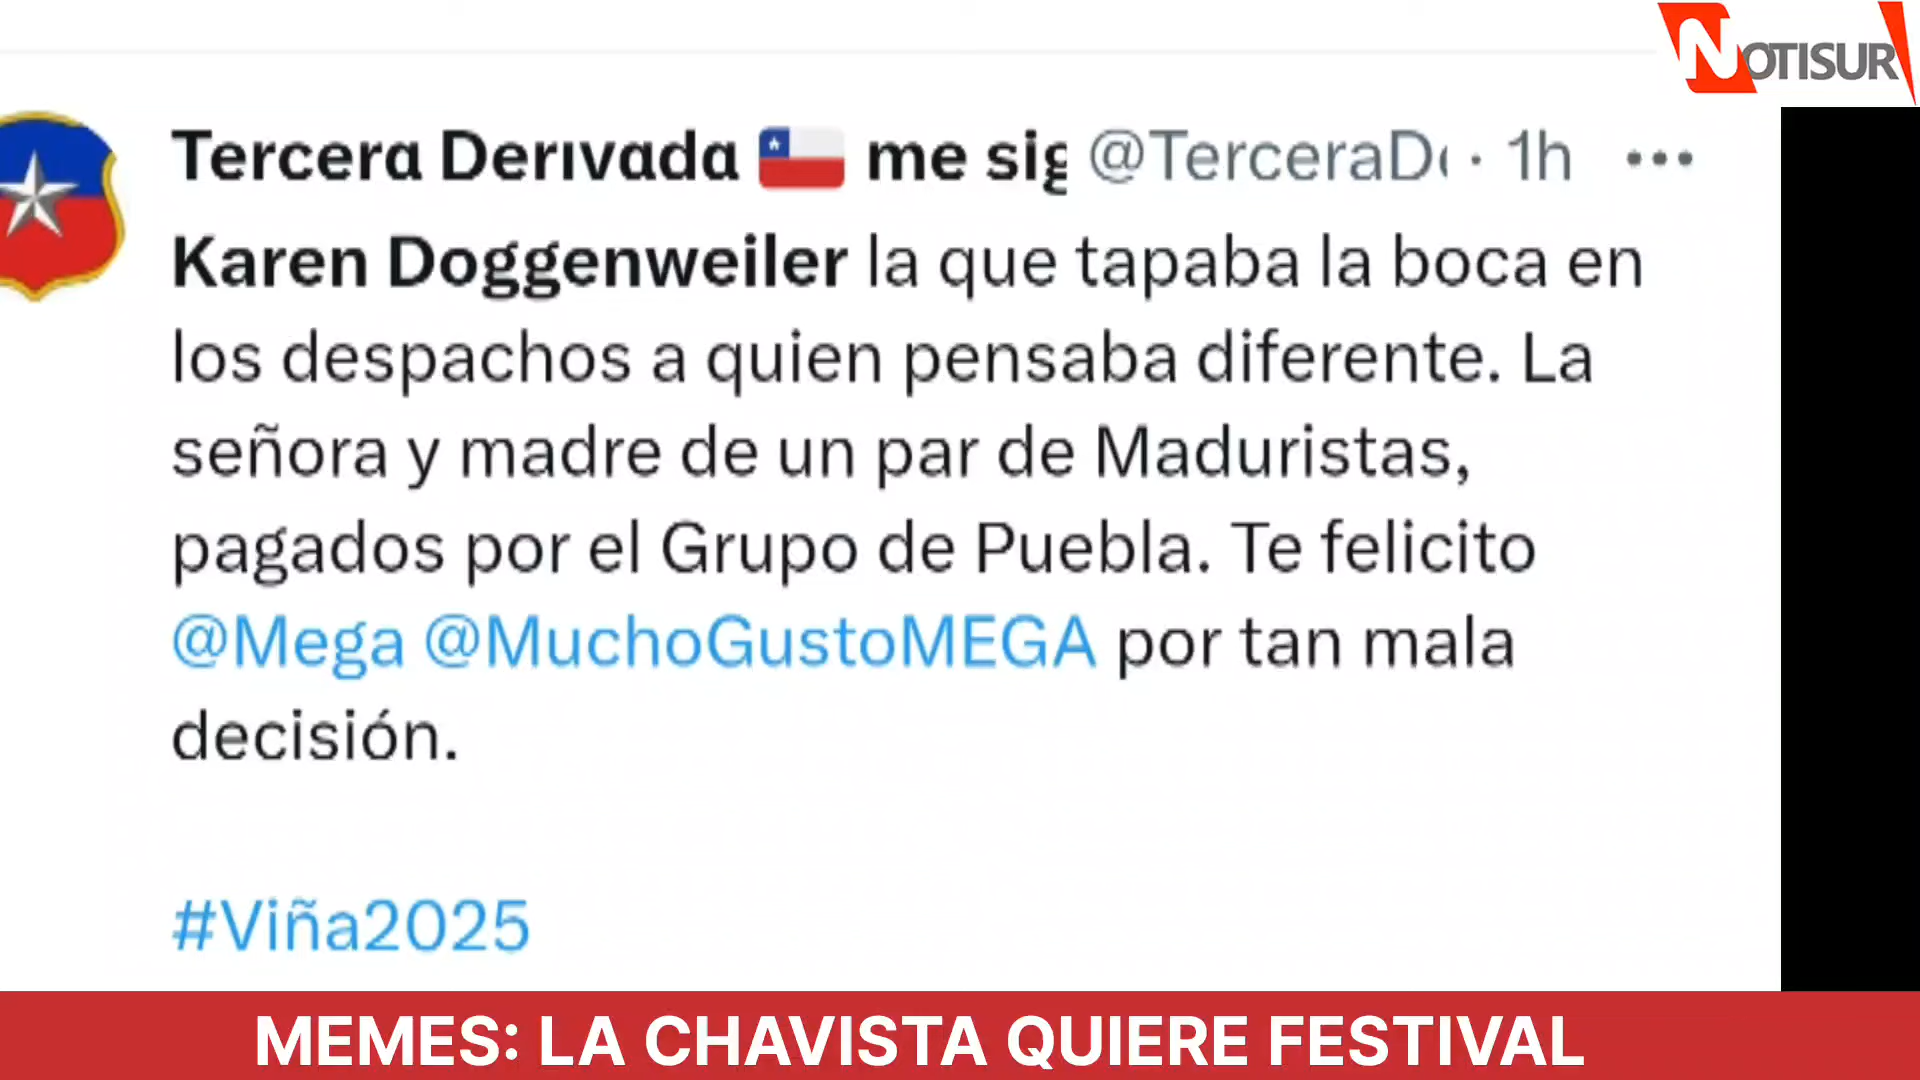 NOTISUR
Tercera Derivada me sig @TerceraD · 1h
Karen Doggenweiler la que tapaba la boca en
los despachos a quien pensaba diferente. La
señora y madre de un par de Maduristas,
pagados por el Grupo de Puebla. Te felicito
@Mega @MuchoGustoMEGA por tan mala
decisión.
#Viña2025
MEMES: LA CHAVISTA QUIERE FESTIVAL